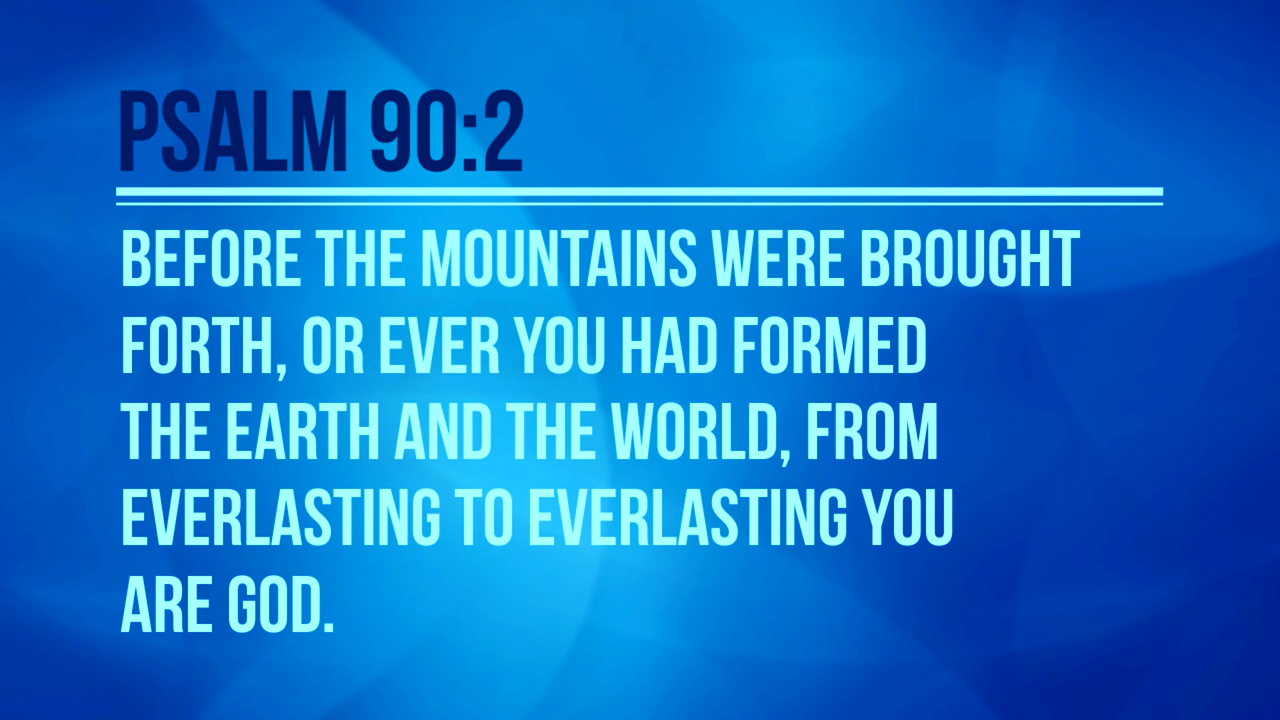 PSALM 90:2
BEFORE THE MOUNTAINS WERE BROUGHT
FORTH, OR EVER YOU HAD FORMED
THE EARTH AND THE WORLD, FROM
EVERLASTING TO EVERLASTING YOU
ARE GOD.